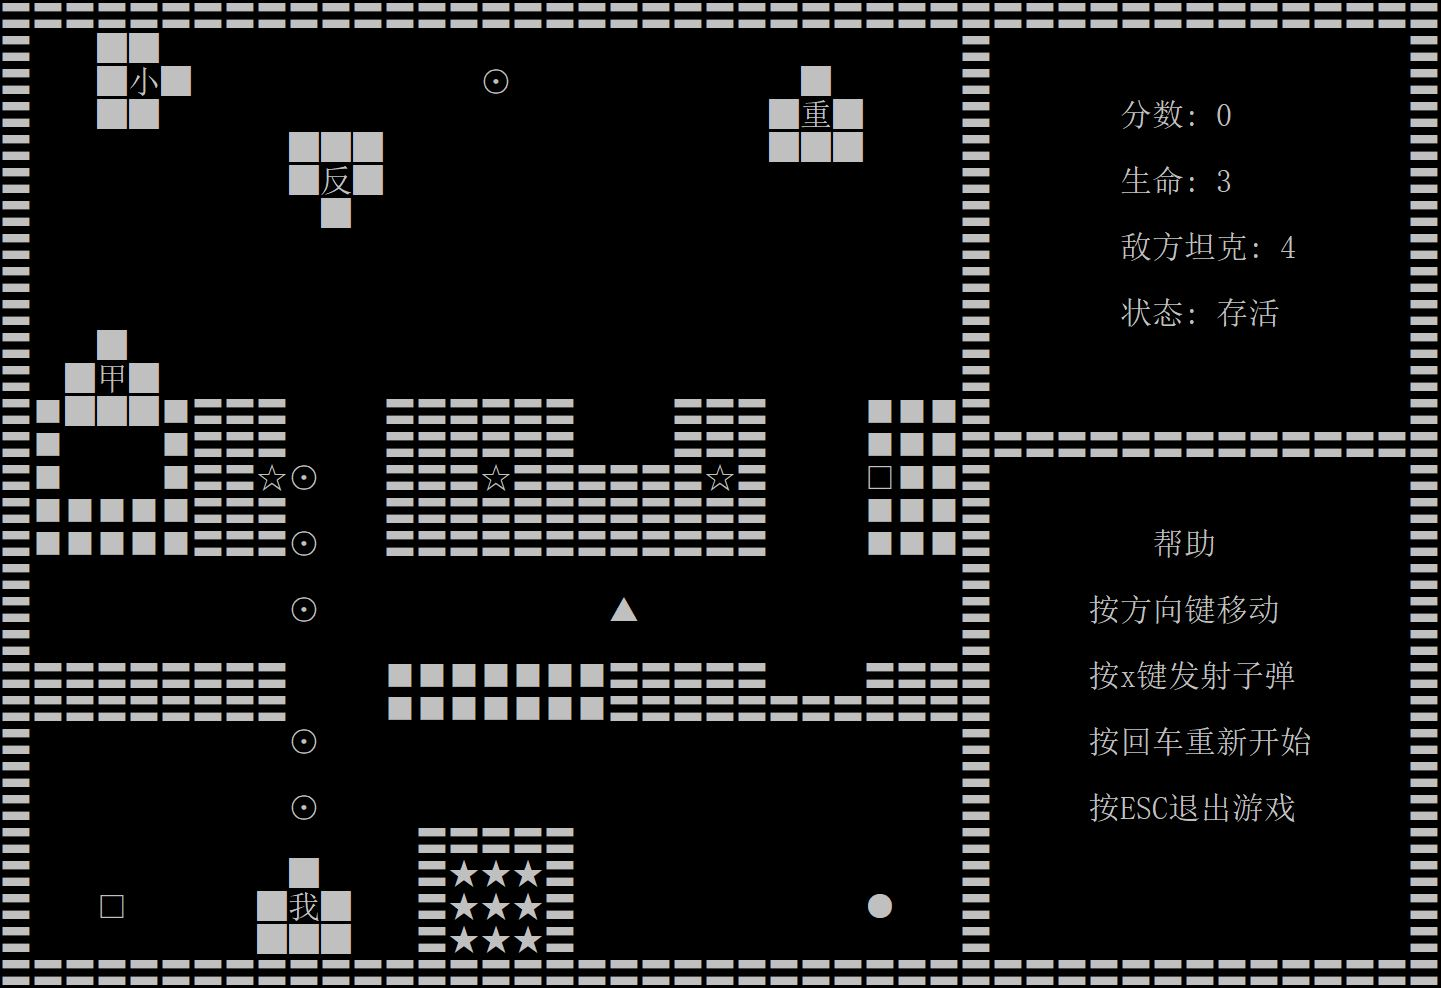 小
重
反
甲
我
分数: 0
生命: 3
敌方坦克: 4
状态: 存活
帮助
按方向键移动
按x键发射子弹
按回车重新开始
按ESC退出游戏